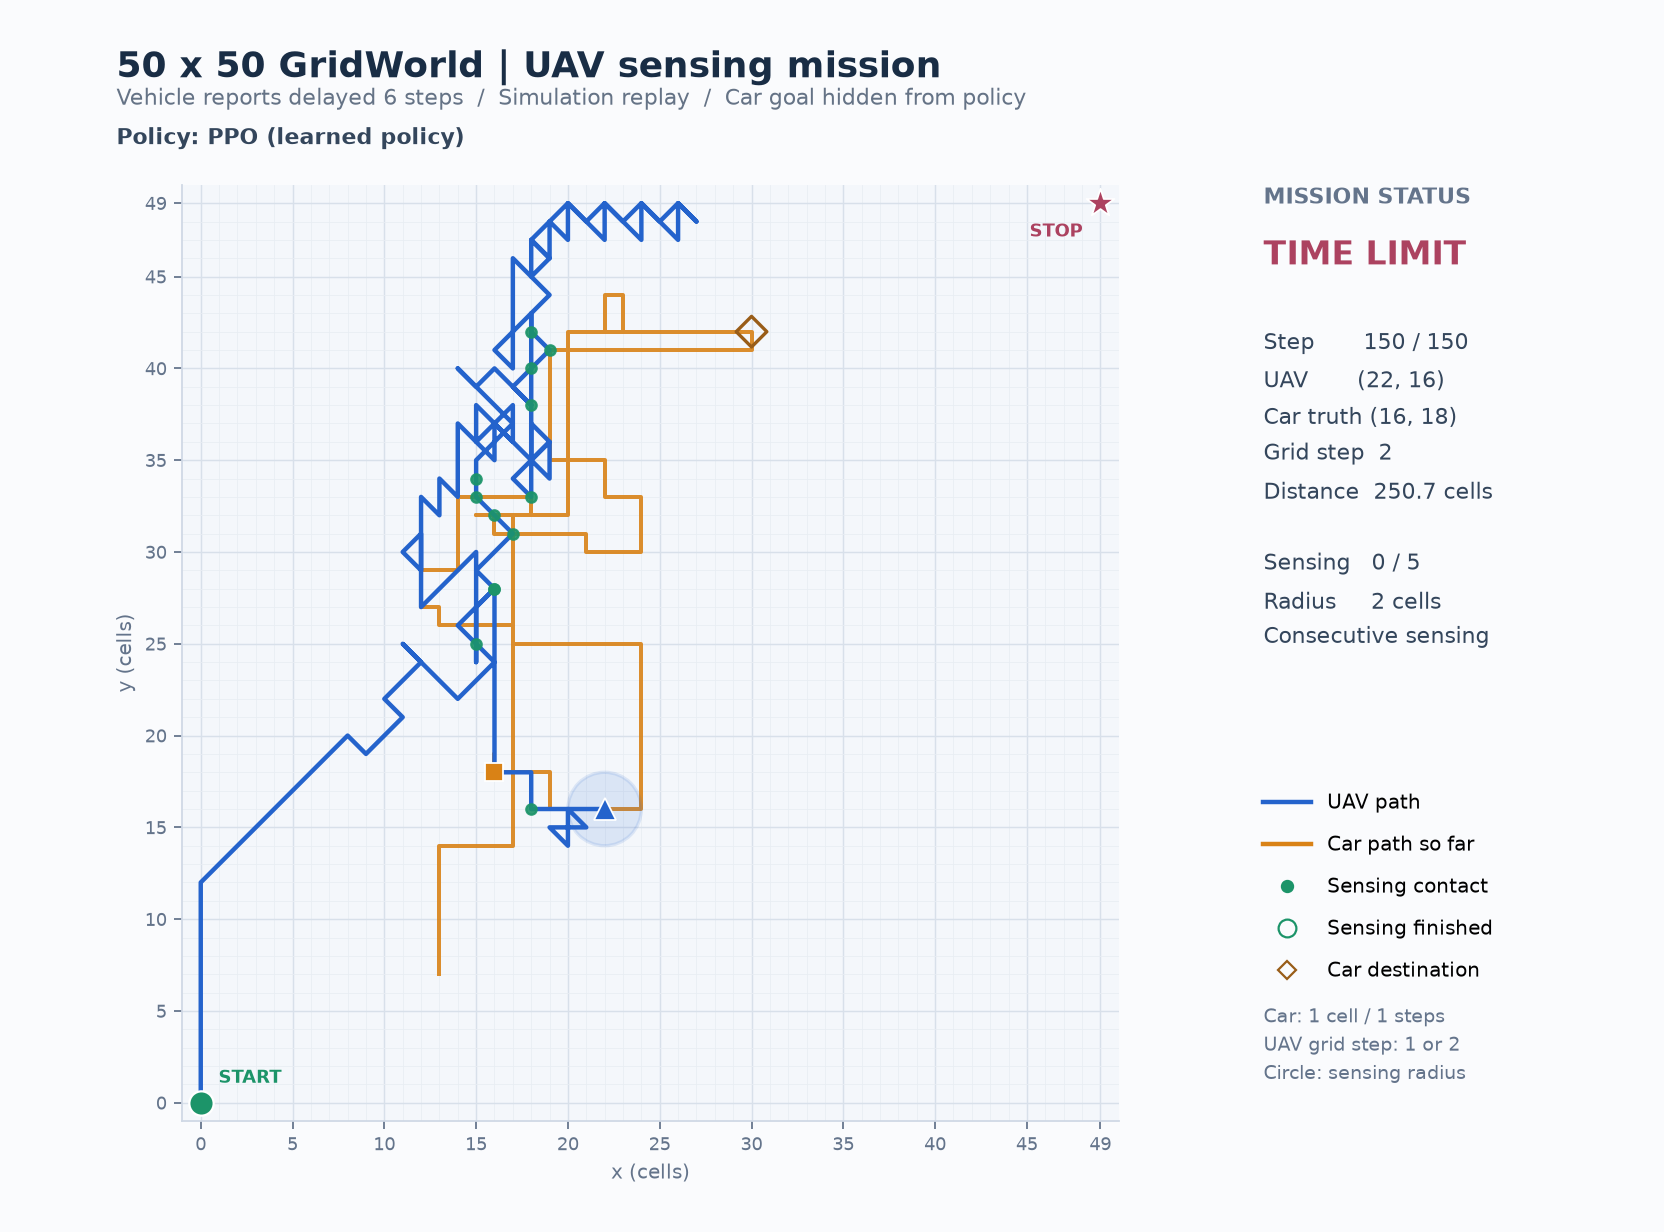 50 x 50 GridWorld | UAV sensing mission
Vehicle reports delayed 6 steps / Simulation replay / Car goal hidden from policy
Policy: PPO (learned policy)
MISSION STATUS
TIME LIMIT
Step 150 / 150
UAV (22, 16)
Car truth (16, 18)
Grid step 2
Distance 250.7 cells
Sensing 0 / 5
Radius 2 cells
Consecutive sensing
STOP
START
49
45
40
35
30
25
20
15
10
5
0
y (cells)
0 5 10 15 20 25 30 35 40 45 49
x (cells)
UAV path
Car path so far
Sensing contact
Sensing finished
Car destination
Car: 1 cell / 1 steps
UAV grid step: 1 or 2
Circle: sensing radius